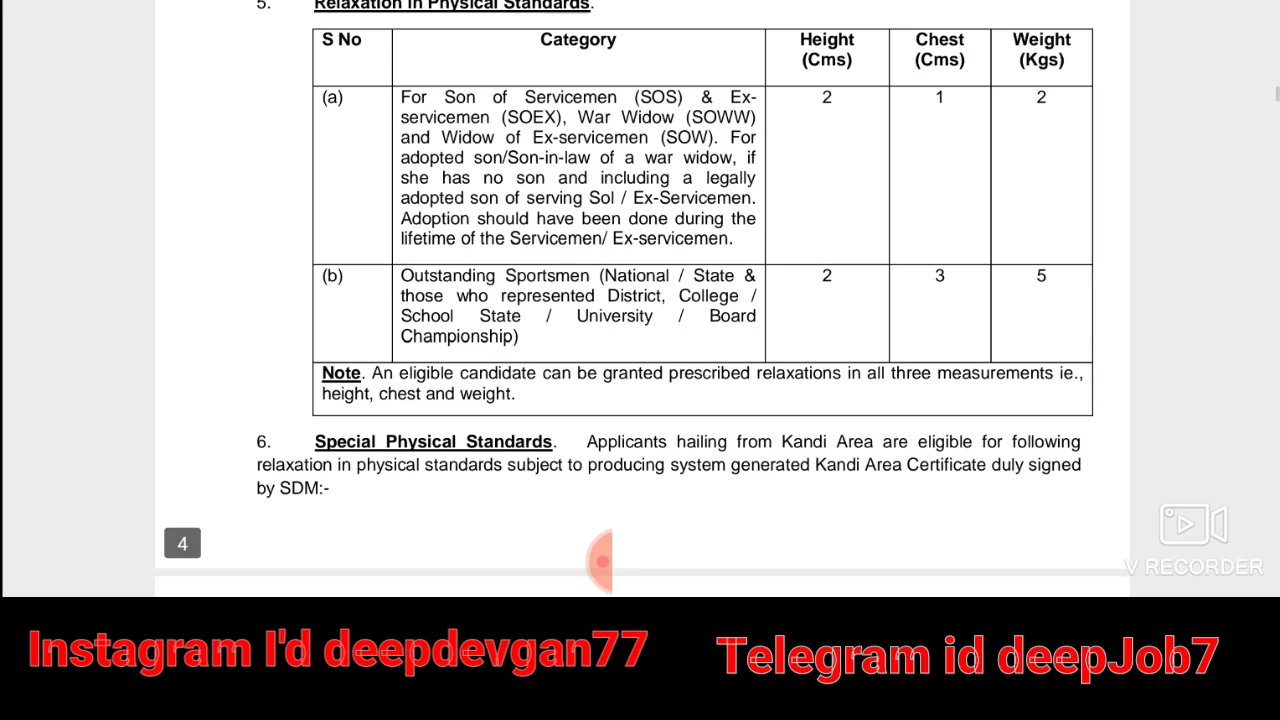 5. Relaxation in Physical Standards.
S No Category Height (Cms) Chest (Cms) Weight (Kgs)
(a) For Son of Servicemen (SOS) & Ex- 2 1 2
servicemen (SOEX), War Widow (SOWW)
and Widow of Ex-servicemen (SOW). For
adopted son/Son-in-law of a war widow, if
she has no son and including a legally
adopted son of serving Sol / Ex-Servicemen.
Adoption should have been done during the
lifetime of the Servicemen/ Ex-servicemen.
(b) Outstanding Sportsmen (National / State & 2 3 5
those who represented District, College /
School State / University / Board
Championship)
Note. An eligible candidate can be granted prescribed relaxations in all three measurements ie.,
height, chest and weight.
6. Special Physical Standards. Applicants hailing from Kandi Area are eligible for following
relaxation in physical standards subject to producing system generated Kandi Area Certificate duly signed
by SDM:-
4
V RECORDER
Instagram I'd deepdevgan77
Telegram id deepJob7